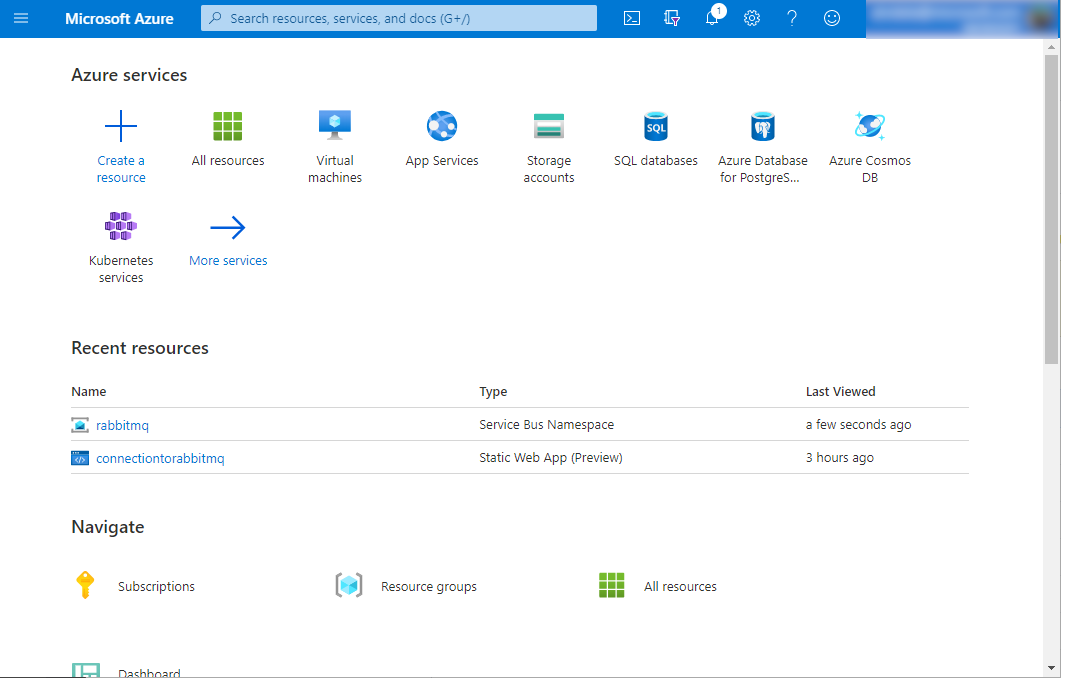 Microsoft Azure
Search resources, services, and docs (G+/)
1
Azure services
Create a resource
All resources
Virtual machines
App Services
Storage accounts
SQL
SQL databases
Azure Database for PostgreS...
Azure Cosmos DB
Kubernetes services
More services
Recent resources
Name Type Last Viewed
rabbitmq Service Bus Namespace a few seconds ago
connectiontorabbitmq Static Web App (Preview) 3 hours ago
Navigate
Subscriptions Resource groups All resources
Dashboard